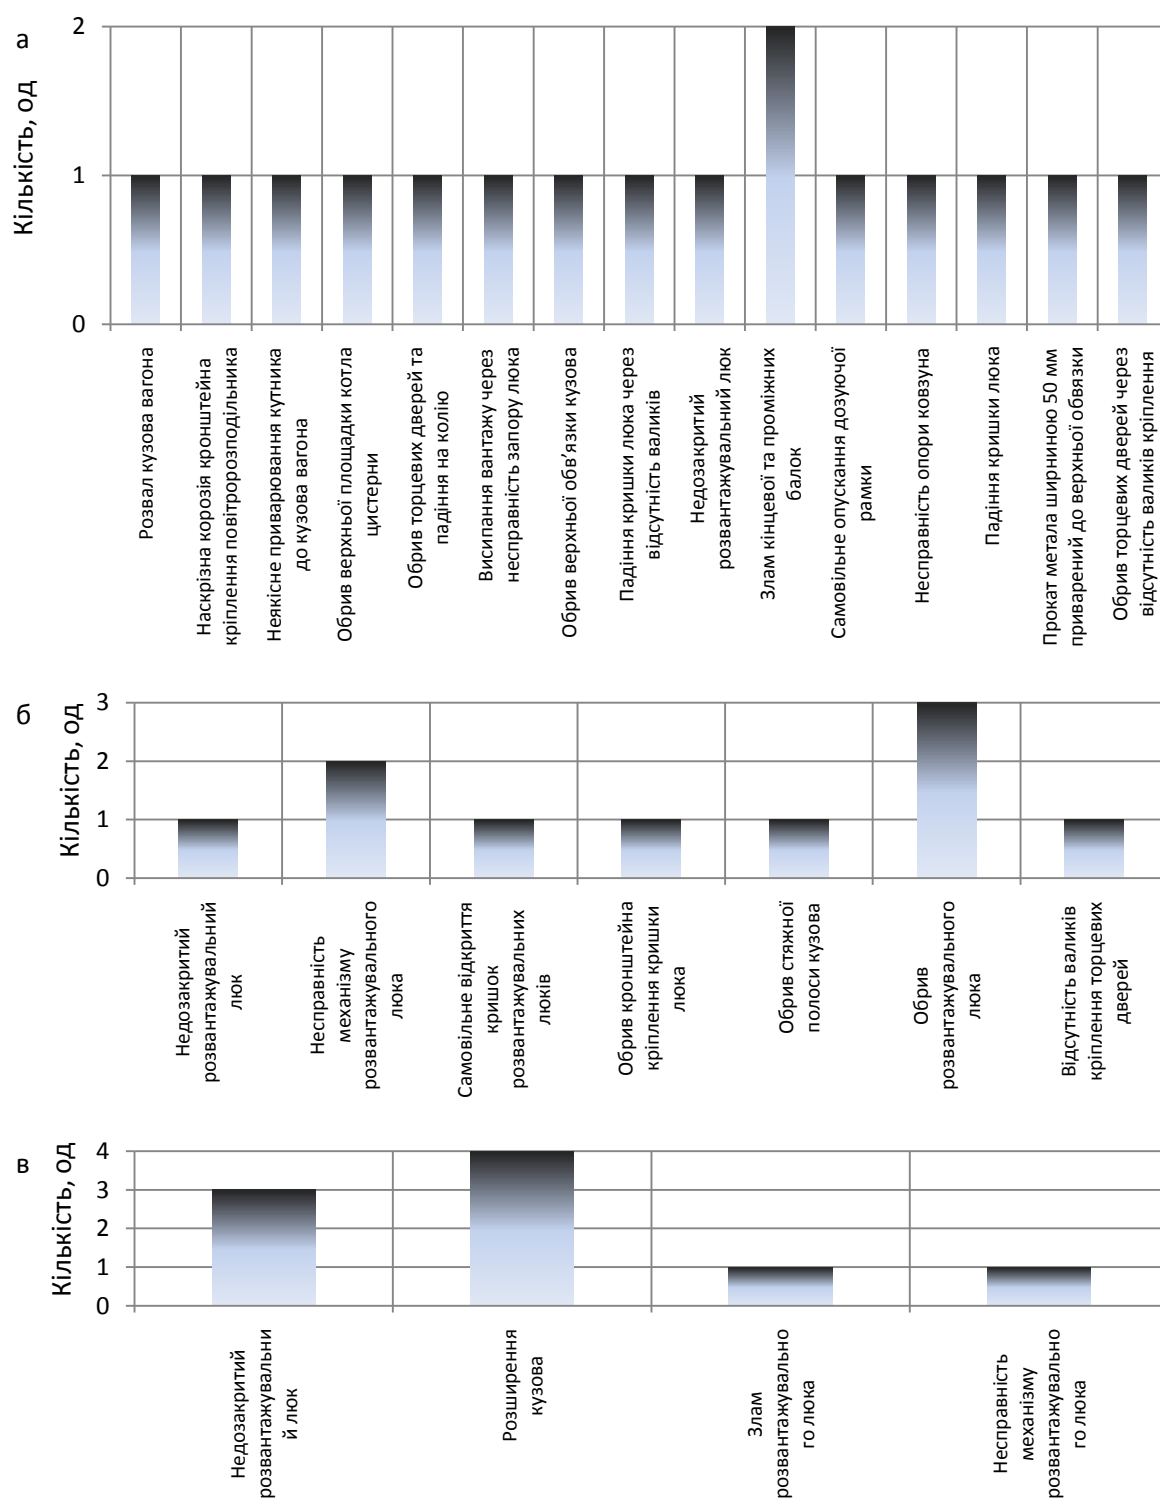 а
Кількість, од
2
1
0
Розвал кузова вагона
Наскрізна корозія кронштейна
кріплення повітророзподільника
Неякісне приварювання кутника
до кузова вагона
Обрив верхньої площадки котла
цистерни
Обрив торцевих дверей та
падіння на колію
Висипання вантажу через
несправність запору люка
Обрив верхньої обв’язки кузова
Падіння кришки люка через
відсутність валиків
Недозакритий
розвантажувальний люк
Злам кінцевої та проміжних
балок
Самовільне опускання дозуючої
рамки
Несправність опори ковзуна
Падіння кришки люка
Прокат метала ширниною 50 мм
приварений до верхньої обвязки
Обрив торцевих дверей через
відсутність валиків кріплення
б
Кількість, од
3
2
1
0
Недозакритий
розвантажувальний
люк
Несправність
механізму
розвантажувального
люка
Самовільне відкриття
кришок
розвантажувальних
люків
Обрив кронштейна
кріплення кришки
люка
Обрив стяжної
полоси кузова
Обрив
розвантажувального
люка
Відсутність валиків
кріплення торцевих
дверей
в
Кількість, од
4
3
2
1
0
Недозакритий
розвантажувальни
й люк
Розширення
кузова
Злам
розвантажувально
го люка
Несправність
механізму
розвантажувально
го люка